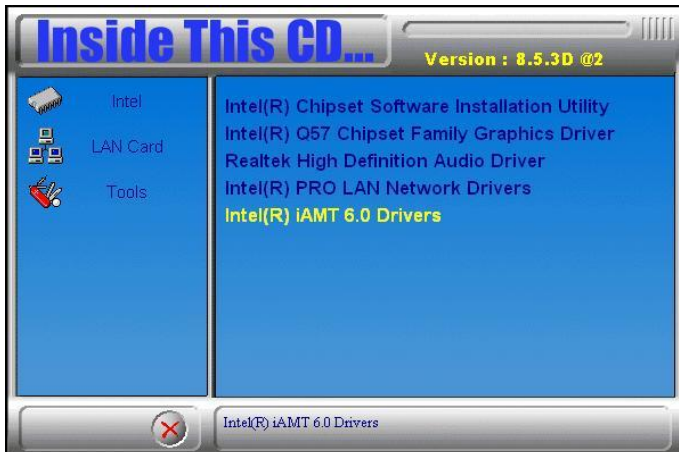 Inside This CD...
Version : 8.5.3D @2
Intel
LAN Card
Tools
Intel(R) Chipset Software Installation Utility
Intel(R) Q57 Chipset Family Graphics Driver
Realtek High Definition Audio Driver
Intel(R) PRO LAN Network Drivers
Intel(R) iAMT 6.0 Drivers
Intel(R) iAMT 6.0 Drivers